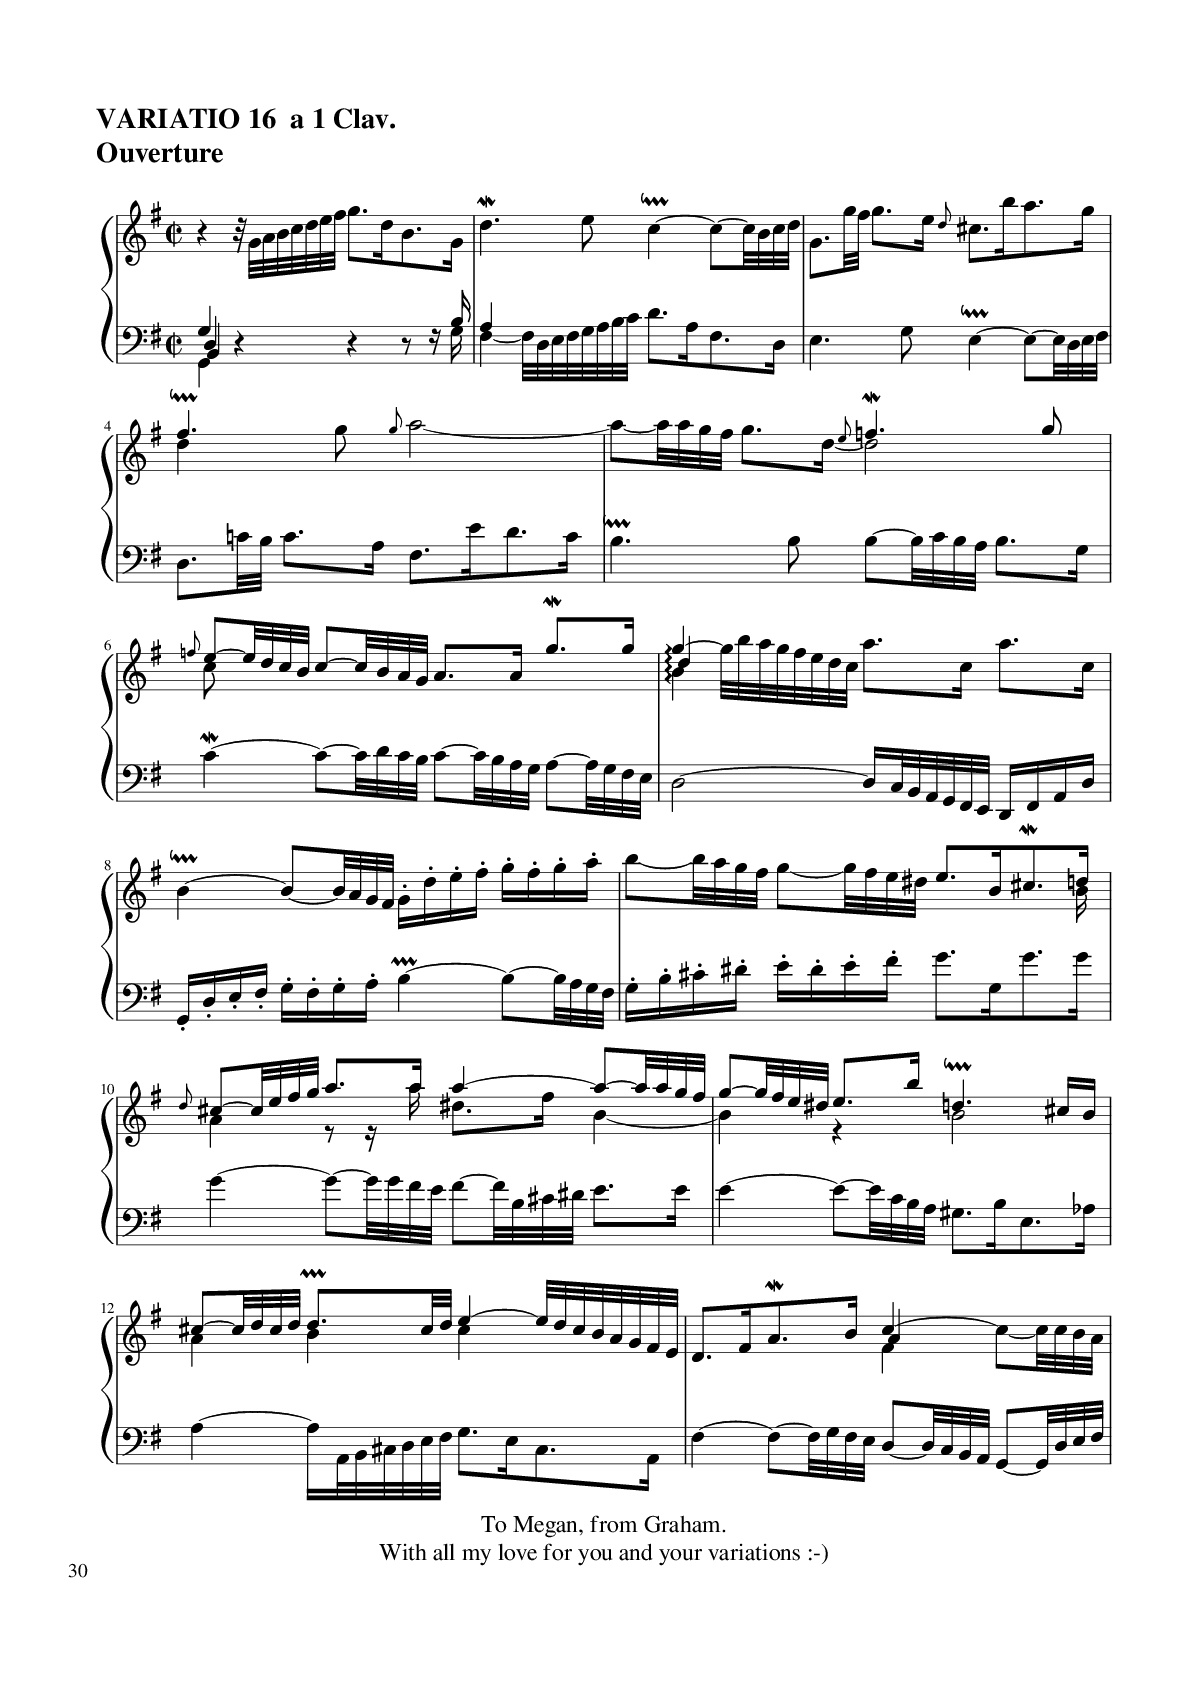 VARIATIO 16 a 1 Clav.
Ouverture
4
6
8
10
12
To Megan, from Graham.
With all my love for you and your variations :-)
30